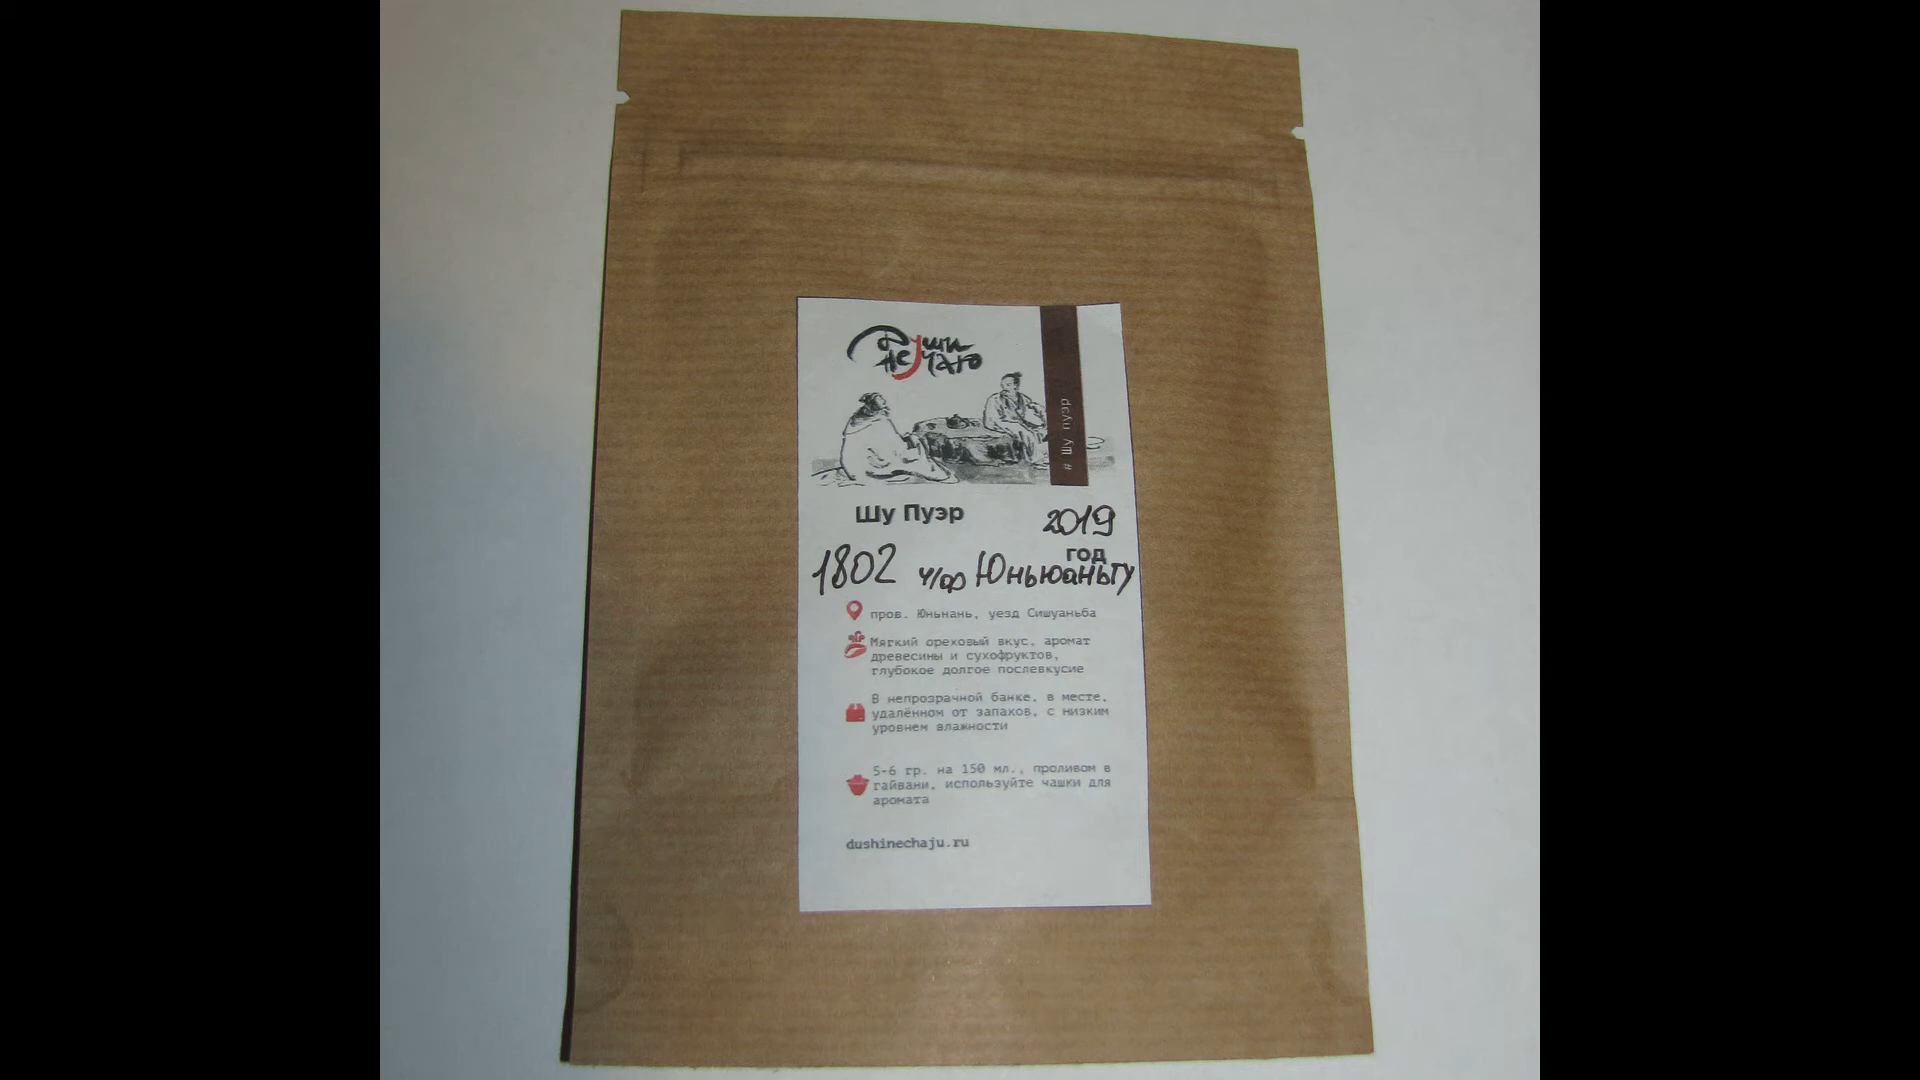 Души
не чаю
# шу пуэр
Шу Пуэр
2019
год
1802 ч/ф Юньюаньгу
пров. Юньнань, уезд Сишуаньба
Мягкий ореховый вкус, аромат
древесины и сухофруктов,
глубокое долгое послевкусие
В непрозрачной банке, в месте,
удалённом от запахов, с низким
уровнем влажности
5-6 гр. на 150 мл., проливом в
гайвани, используйте чашки для
аромата
dushinechaju.ru